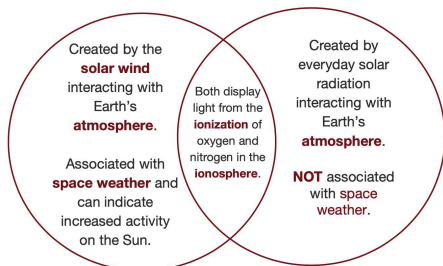 Created by the
solar wind
interacting with
Earth's
atmosphere.
Associated with
space weather and
can indicate
increased activity
on the Sun.
Both display
light from the
ionization of
oxygen and
nitrogen in the
ionosphere.
Created by
everyday solar
radiation
interacting with
Earth's
atmosphere.
NOT associated
with space
weather.